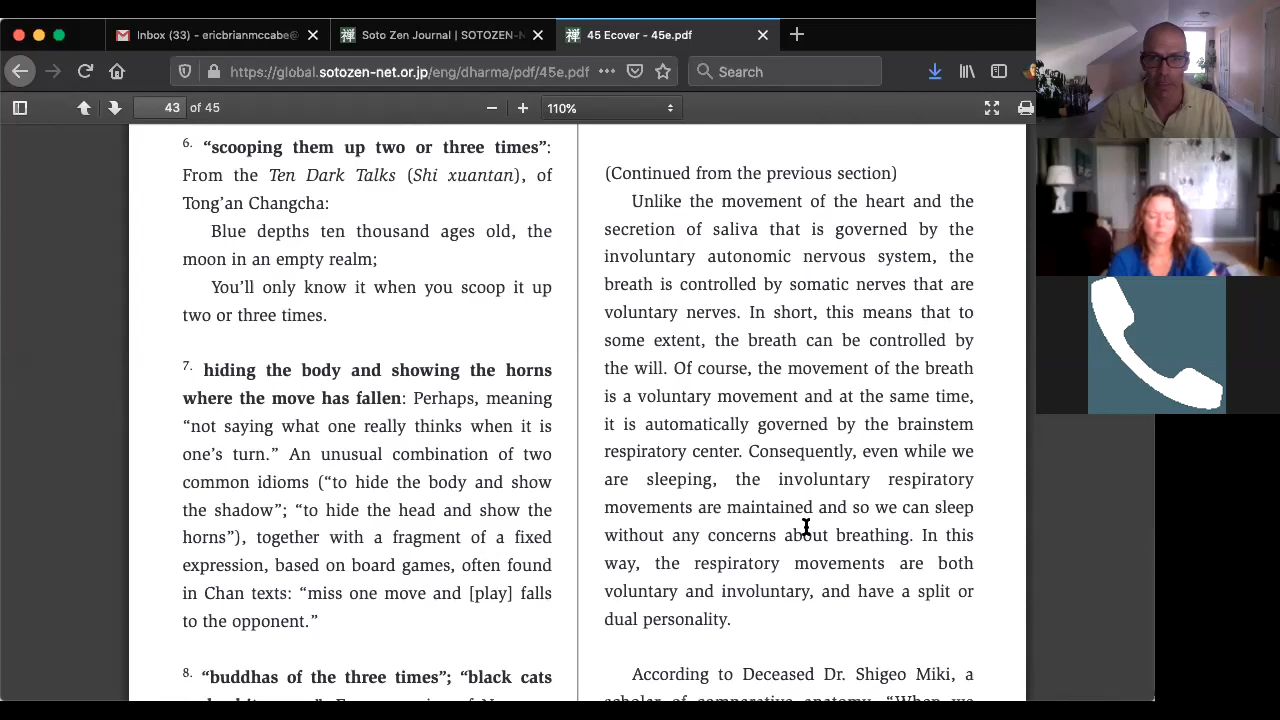 Inbox (33) - ericbrianmccabe@
Soto Zen Journal | SOTOZEN-N
45 Ecover - 45e.pdf
https://global.sotozen-net.or.jp/eng/dharma/pdf/45e.pdf
Search
43 of 45
110%
6. “scooping them up two or three times”:
From the Ten Dark Talks (Shi xuantan), of
Tong’an Changcha:
Blue depths ten thousand ages old, the
moon in an empty realm;
You’ll only know it when you scoop it up
two or three times.
7. hiding the body and showing the horns
where the move has fallen: Perhaps, meaning
“not saying what one really thinks when it is
one’s turn.” An unusual combination of two
common idioms (“to hide the body and show
the shadow”; “to hide the head and show the
horns”), together with a fragment of a fixed
expression, based on board games, often found
in Chan texts: “miss one move and [play] falls
to the opponent.”
8. “buddhas of the three times”; “black cats
(Continued from the previous section)
Unlike the movement of the heart and the
secretion of saliva that is governed by the
involuntary autonomic nervous system, the
breath is controlled by somatic nerves that are
voluntary nerves. In short, this means that to
some extent, the breath can be controlled by
the will. Of course, the movement of the breath
is a voluntary movement and at the same time,
it is automatically governed by the brainstem
respiratory center. Consequently, even while we
are sleeping, the involuntary respiratory
movements are maintained and so we can sleep
without any concerns about breathing. In this
way, the respiratory movements are both
voluntary and involuntary, and have a split or
dual personality.
According to Deceased Dr. Shigeo Miki, a
scholar of comparative anatomy, “When we